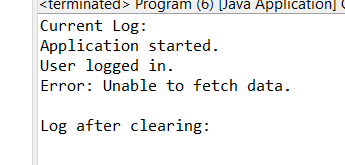 <terminated> Program (6) [Java Application]
Current Log:
Application started.
User logged in.
Error: Unable to fetch data.
Log after clearing: